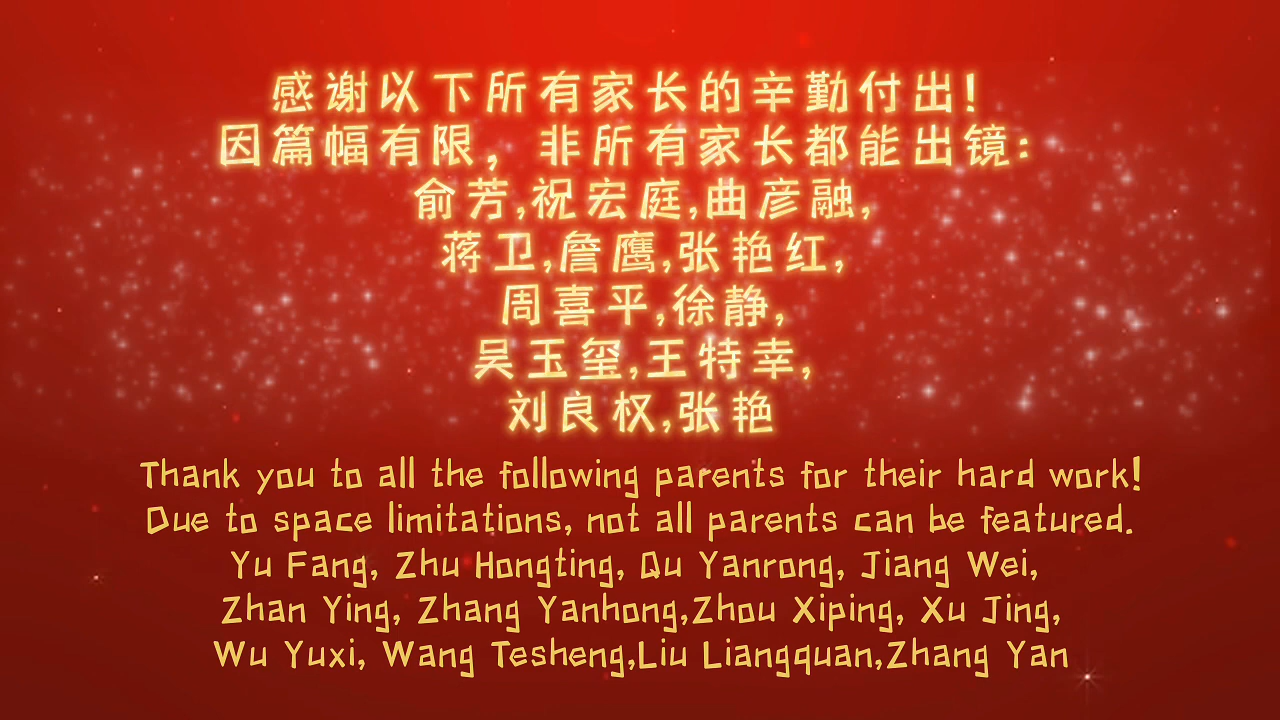 感谢以下所有家长的辛勤付出!
因篇幅有限，非所有家长都能出镜:
俞芳,祝宏庭,曲彦融,
蒋卫,詹鹰,张艳红,
周喜平,徐静,
吴玉玺,王特幸,
刘良权,张艳
Thank you to all the following parents for their hard work!
Due to space limitations, not all parents can be featured.
Yu Fang, Zhu Hongting, Qu Yanrong, Jiang Wei,
Zhan Ying, Zhang Yanhong,Zhou Xiping, Xu Jing,
Wu Yuxi, Wang Tesheng,Liu Liangquan,Zhang Yan